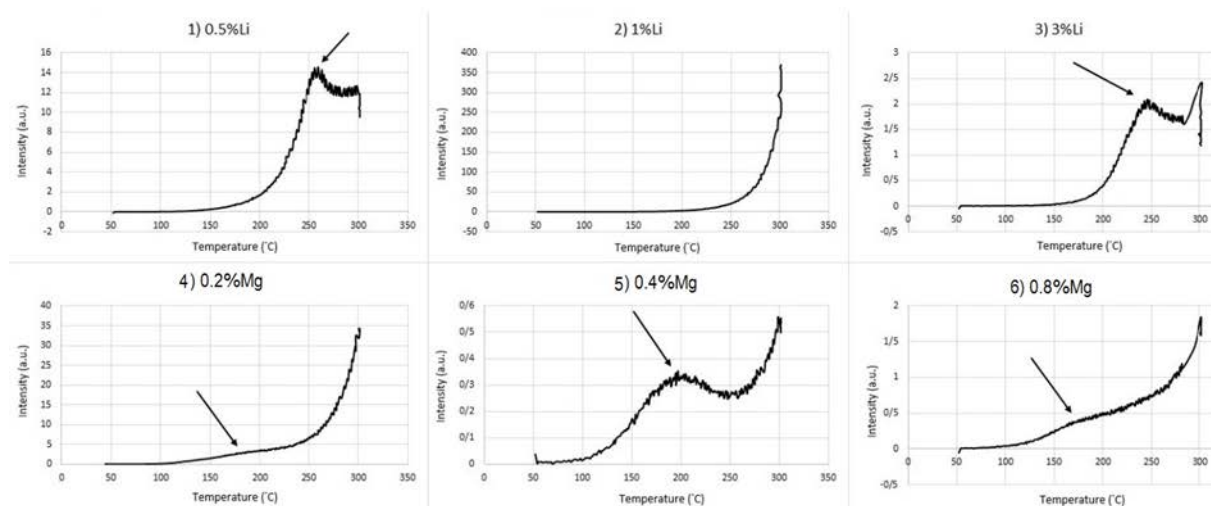 1) 0.5%Li
Intensity (a.u.)
16
14
12
10
8
6
4
2
0
-2
0 50 100 150 200 250 300 350
Temperature (˚C)
2) 1%Li
Intensity (a.u.)
400
350
300
250
200
150
100
50
0
-50
0 50 100 150 200 250 300 350
Temperature (˚C)
3) 3%Li
Intensity (a.u.)
3
2/5
2
1/5
1
0/5
0
-0/5
0 50 100 150 200 250 300
Temperature (˚C)
4) 0.2%Mg
Intensity (a.u.)
40
35
30
25
20
15
10
5
0
0 50 100 150 200 250 300 350
Temperature (˚C)
5) 0.4%Mg
Intensity (a.u.)
0/6
0/5
0/4
0/3
0/2
0/1
0
0 50 100 150 200 250 300 350
Temperature (˚C)
6) 0.8%Mg
Intensity (a.u.)
2
1/5
1
0/5
0
-0/5
0 50 100 150 200 250 300
Temperature (˚C)